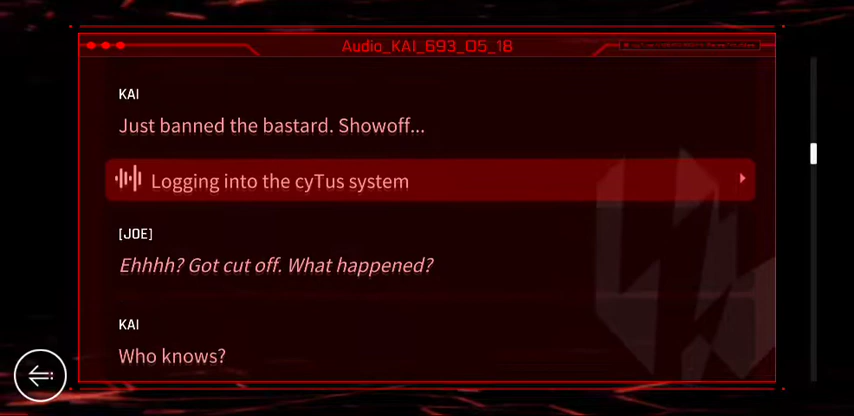 Audio_KAI_693_05_18
KAI
Just banned the bastard. Showoff...
Logging into the cyTus system
[JOE]
Ehhhh? Got cut off. What happened?
KAI
Who knows?